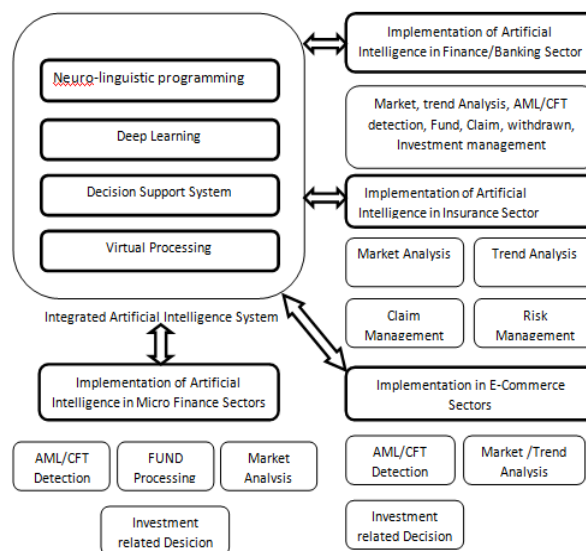 Neuro-linguistic programming
Deep Learning
Decision Support System
Virtual Processing
Integrated Artificial Intelligence System
Implementation of Artificial
Intelligence in Finance/Banking Sector
Market, trend Analysis, AML/CFT
detection, Fund, Claim, withdrawn,
Investment management
Implementation of Artificial
Intelligence in Insurance Sector
Market Analysis
Trend Analysis
Claim
Management
Risk
Management
Implementation of Artificial
Intelligence in Micro Finance Sectors
AML/CFT
Detection
FUND
Processing
Market
Analysis
Investment
related Desicion
Implementation in E-Commerce
Sectors
AML/CFT
Detection
Market /Trend
Analysis
Investment
related Decision